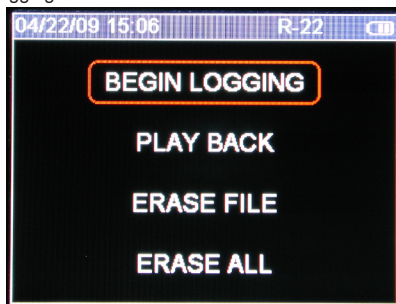 04/22/09 15:06 R-22
BEGIN LOGGING
PLAY BACK
ERASE FILE
ERASE ALL